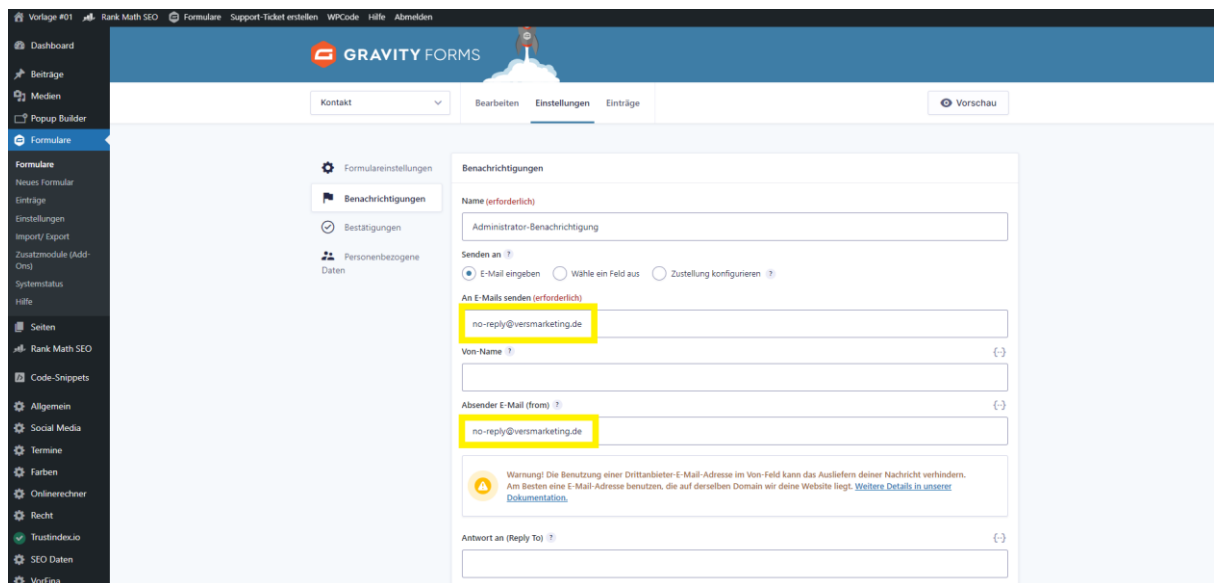 Vorlage #01 Rank Math SEO Formulare Support-Ticket erstellen WPCode Hilfe Abmelden
Dashboard
Beiträge
Medien
Popup Builder
Formulare
Formulare
Neues Formular
Einträge
Einstellungen
Import/ Export
Zusatzmodule (Add-
Ons)
Systemstatus
Hilfe
Seiten
Rank Math SEO
Code-Snippets
Allgemein
Social Media
Termine
Farben
Onlinerechner
Recht
Trustindex.io
SEO Daten
VorFina
GRAVITY FORMS
Kontakt
Bearbeiten Einstellungen Einträge
Vorschau
Formulareinstellungen
Benachrichtigungen
Bestätigungen
Personenbezogene
Daten
Benachrichtigungen
Name (erforderlich)
Administrator-Benachrichtigung
Senden an ?
E-Mail eingeben Wähle ein Feld aus Zustellung konfigurieren ?
An E-Mails senden (erforderlich)
no-reply@versmarketing.de
Von-Name ? {--}
Absender E-Mail (from) ? {--}
no-reply@versmarketing.de
Warnung! Die Benutzung einer Drittanbieter-E-Mail-Adresse im Von-Feld kann das Ausliefern deiner Nachricht verhindern.
Am Besten eine E-Mail-Adresse benutzen, die auf derselben Domain wir deine Website liegt. Weitere Details in unserer
Dokumentation.
Antwort an (Reply To) ? {--}